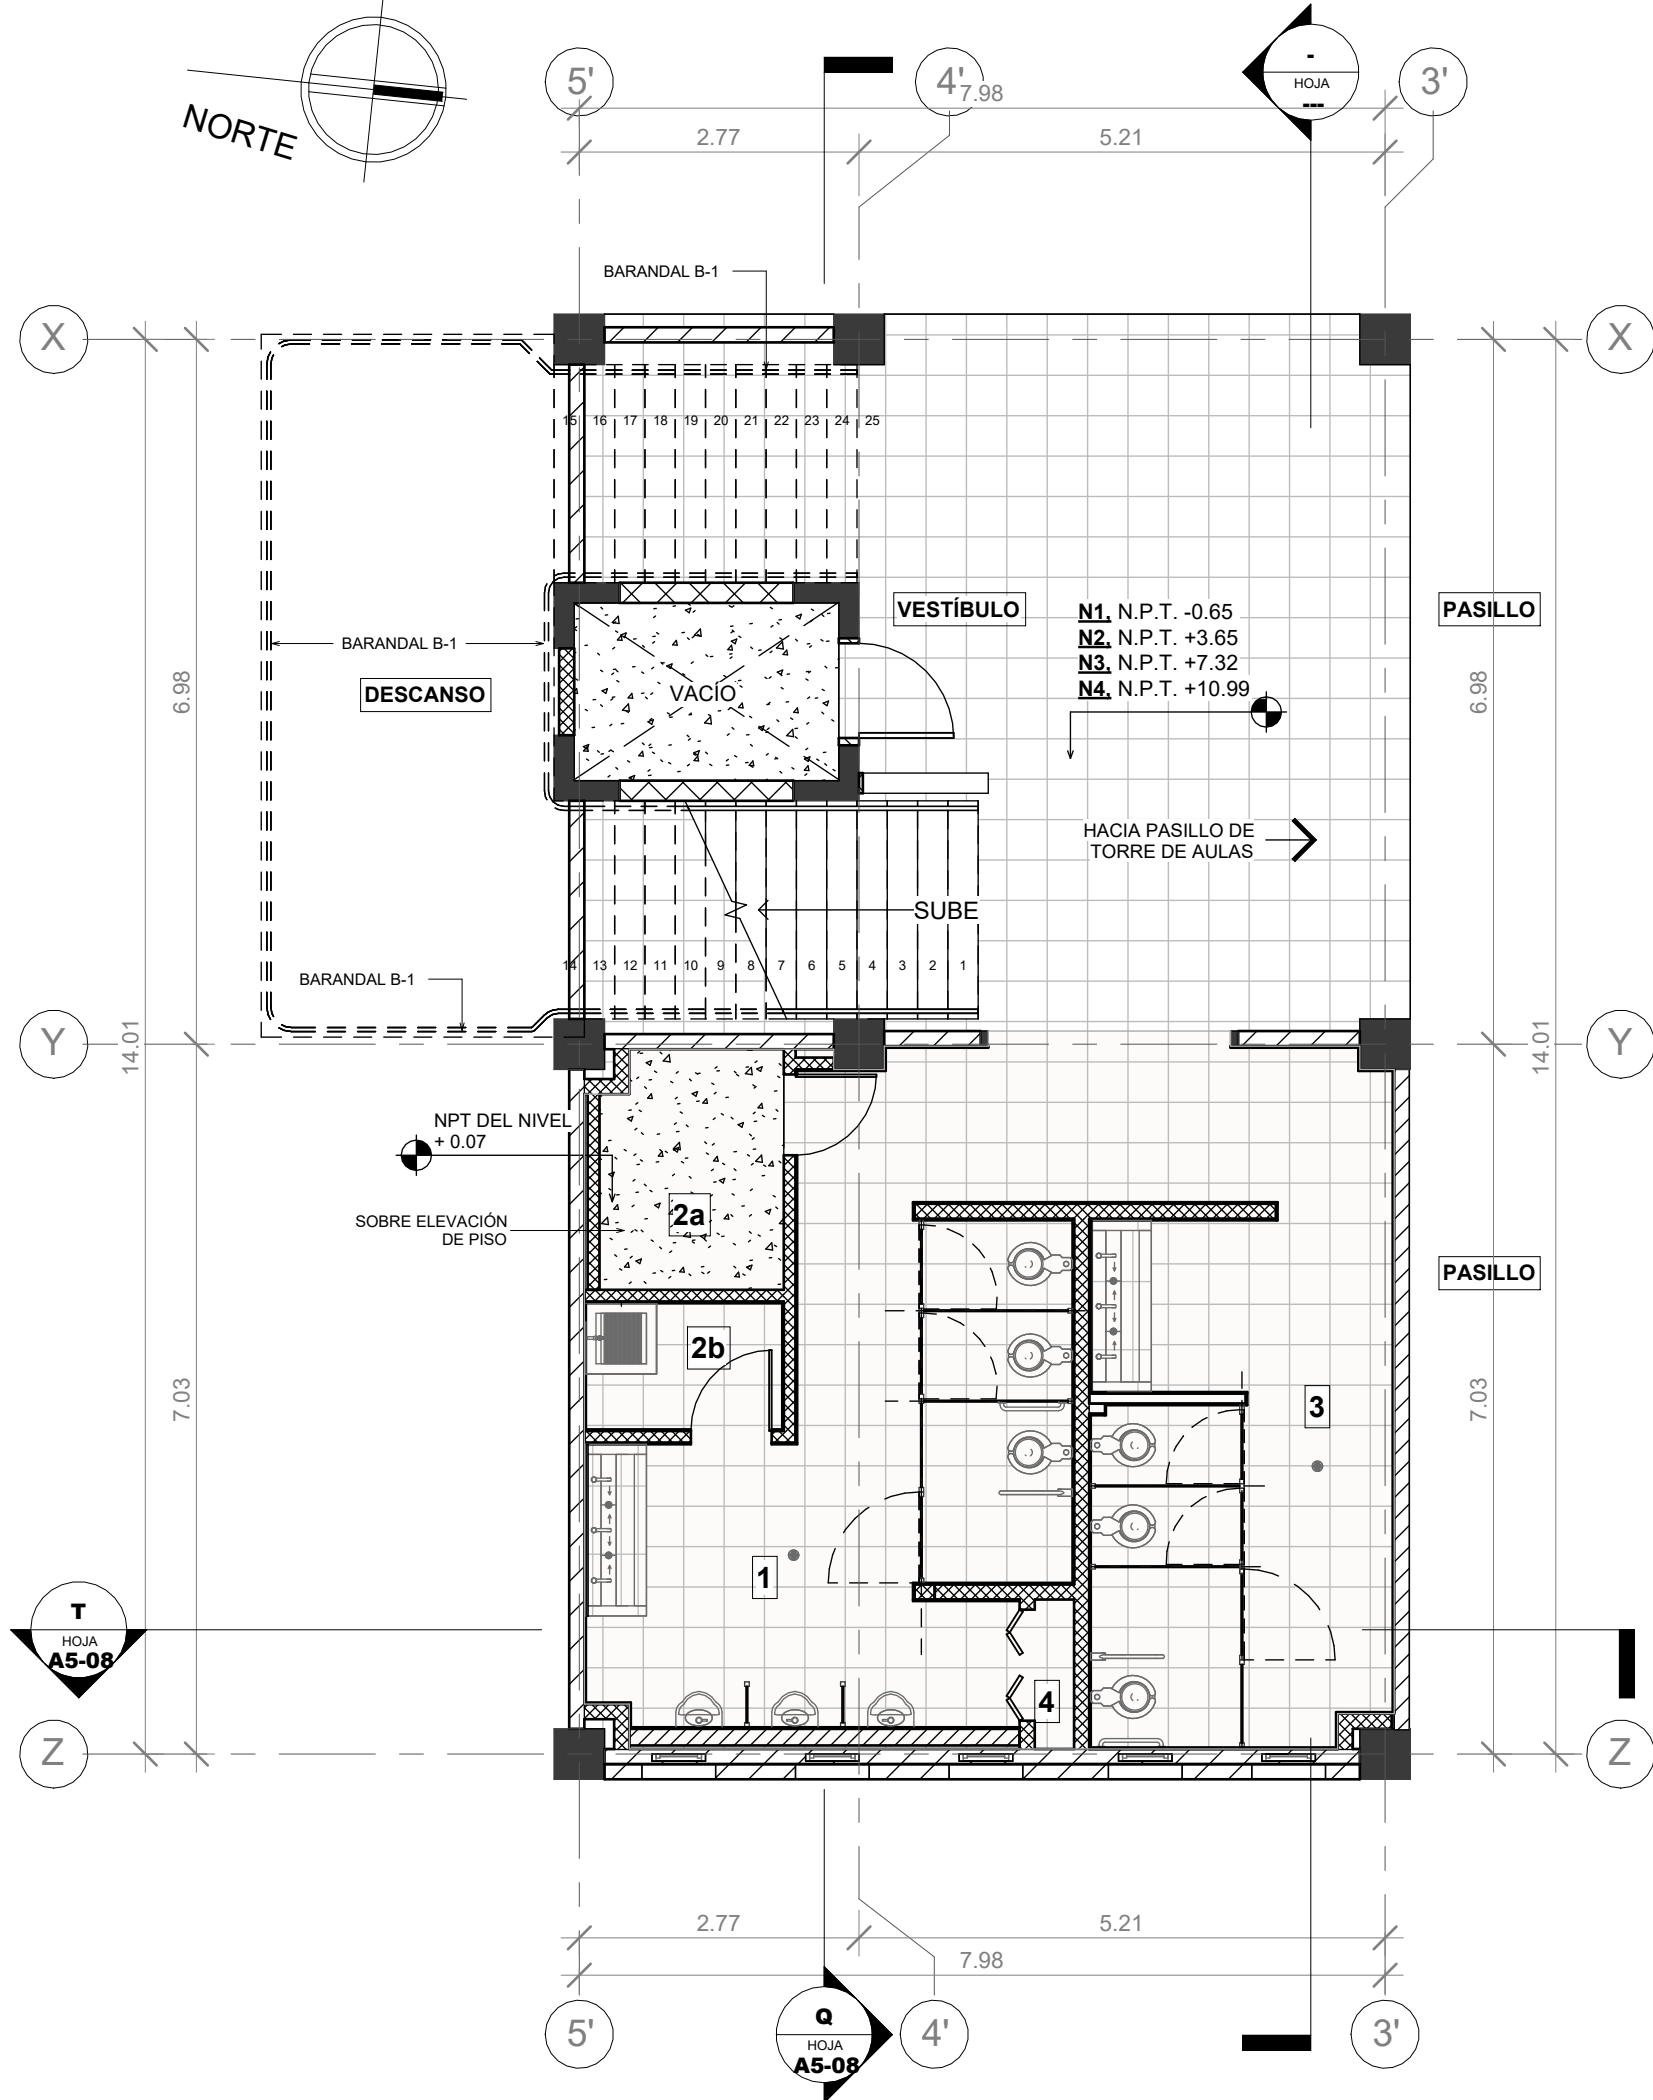 NORTE
5'
4'
-
HOJA
---
3'
7.98
2.77
5.21
BARANDAL B-1
X
X
15 16 17 18 19 20 21 22 23 24 25
VESTÍBULO
N1, N.P.T. -0.65
N2, N.P.T. +3.65
N3, N.P.T. +7.32
N4, N.P.T. +10.99
PASILLO
BARANDAL B-1
DESCANSO
VACÍO
6.98
6.98
HACIA PASILLO DE
TORRE DE AULAS
SUBE
14 13 12 11 10 9 8 7 6 5 4 3 2 1
BARANDAL B-1
Y
14.01
14.01
Y
NPT DEL NIVEL
+ 0.07
2a
SOBRE ELEVACIÓN
DE PISO
PASILLO
2b
7.03
3
7.03
1
T
HOJA
A5-08
4
Z
Z
2.77
5.21
7.98
5'
Q
HOJA
A5-08
4'
3'